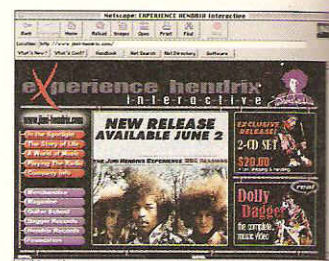 Netscape: EXPERIENCE HENDRIX Interactive
Back Home Reload Images Open Print Find
Location: http://www.jimi-hendrix.com/
What's New? What's Cool? Handbook Net Search Net Directory Software
experience hendrix
interactive
www.jimi-hendrix.com
In the Spotlight
The Story of Life
A World of Music
Playing The Radio
Company Info
Merchandise
Magazine
Guitar School
Dagger Records
Hendrix Records
Foundation
NEW RELEASE
AVAILABLE JUNE 2
THE JIMI HENDRIX EXPERIENCE BBC SESSIONS
EXCLUSIVE
RELEASE!
2-CD SET
$20.00
+ tax Shipping & Handling
Dolly
Dagger
the complete
music video